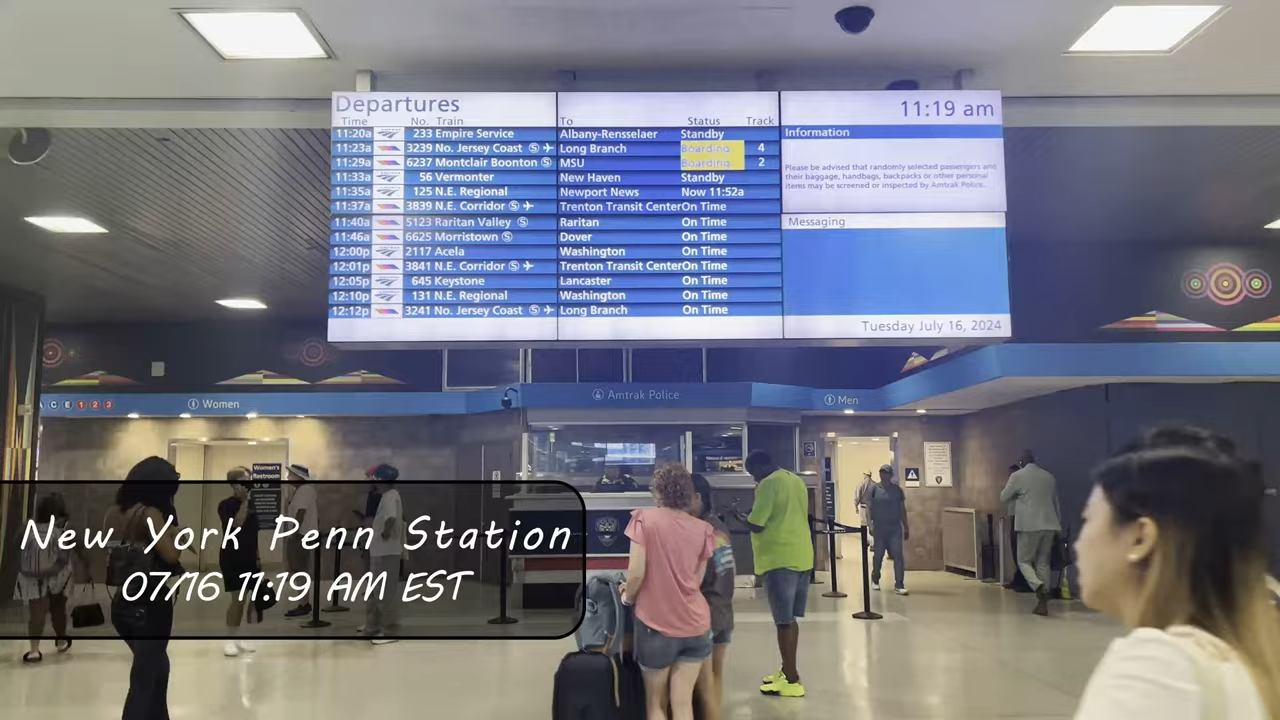 Departures
11:19 am
Time No. Train To Status Track
11:20a 233 Empire Service Albany-Rensselaer Standby
11:23a 3239 No. Jersey Coast Ⓢ ✈ Long Branch Boarding 4
11:29a 6237 Montclair Boonton Ⓢ MSU Boarding 2
11:33a 56 Vermonter New Haven Standby
11:35a 125 N.E. Regional Newport News Now 11:52a
11:37a 3839 N.E. Corridor Ⓢ ✈ Trenton Transit Center On Time
11:40a 5123 Raritan Valley Ⓢ Raritan On Time
11:46a 6625 Morristown Ⓢ Dover On Time
12:00p 2117 Acela Washington On Time
12:01p 3841 N.E. Corridor Ⓢ ✈ Trenton Transit Center On Time
12:05p 645 Keystone Lancaster On Time
12:10p 131 N.E. Regional Washington On Time
12:12p 3241 No. Jersey Coast Ⓢ ✈ Long Branch On Time
Information
Please be advised that randomly selected passengers and
their baggage, handbags, backpacks or other personal
items may be screened or inspected by Amtrak Police.
Messaging
Tuesday July 16, 2024
A C E 1 2 3
Women
Amtrak Police
Men
Women's
Restroom
New York Penn Station
07/16 11:19 AM EST